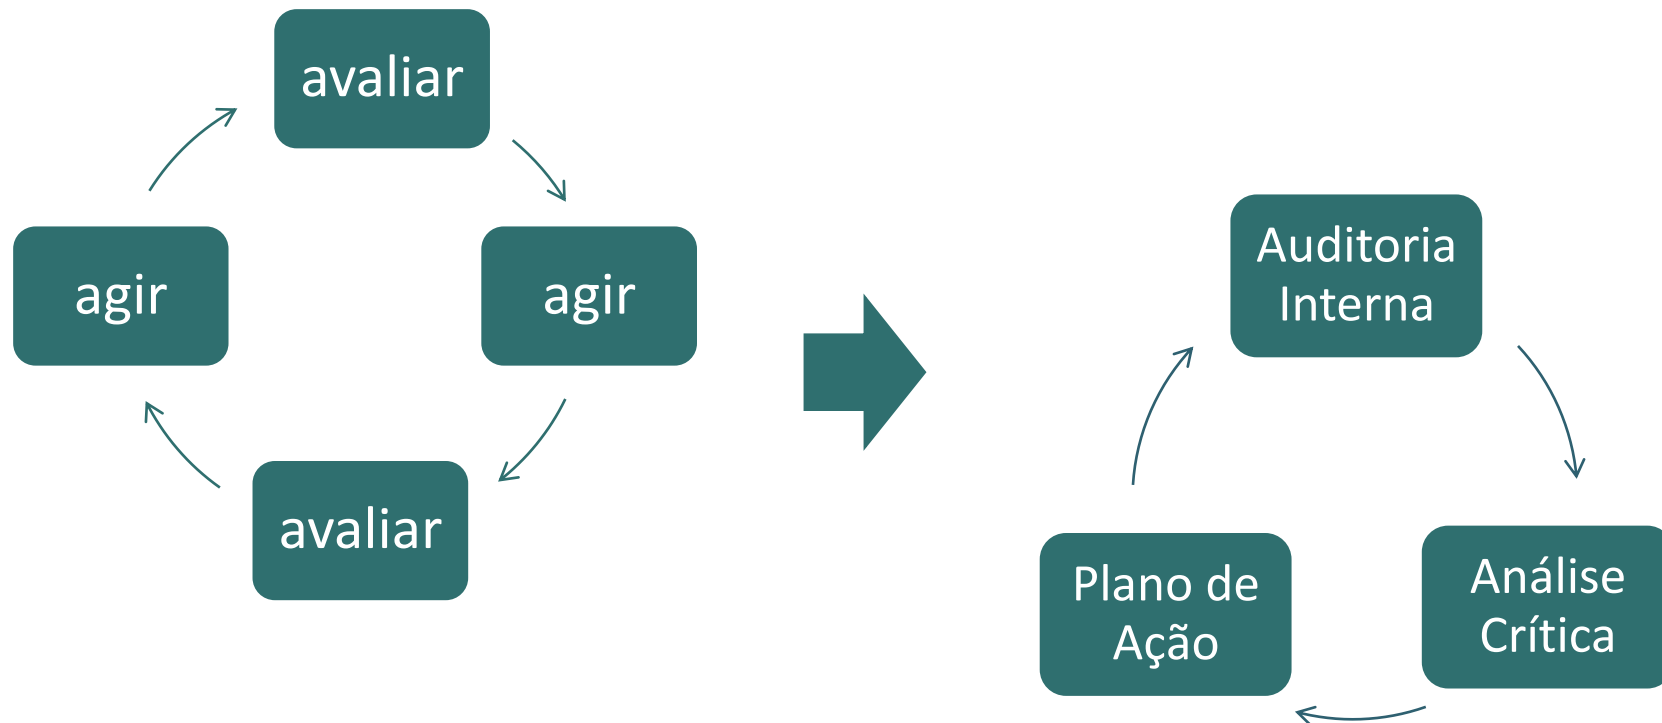 avaliar
agir
agir
avaliar
Auditoria
Interna
Plano de
Ação
Análise
Crítica